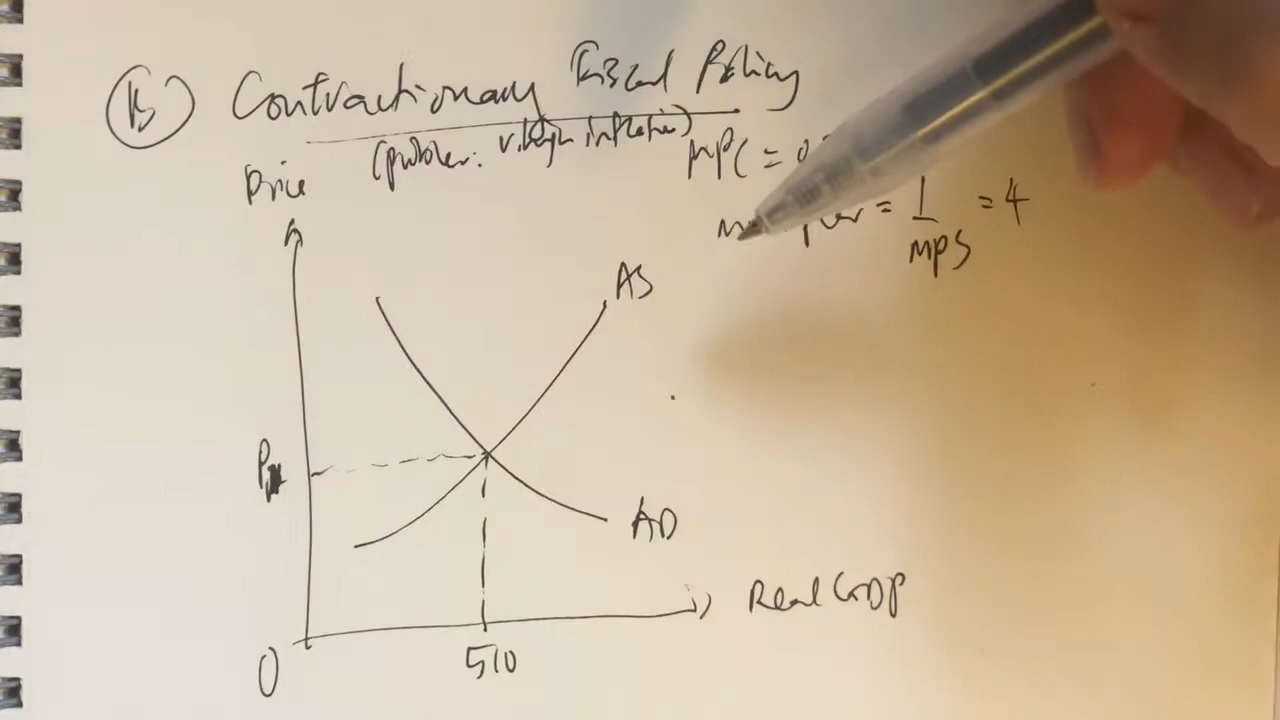 B Contractionary Fiscal Policy
(problem: v. high inflation)
MPC = 0.
= 1 / MPS = 4
Price
AS
P
AD
Real GDP
0
510